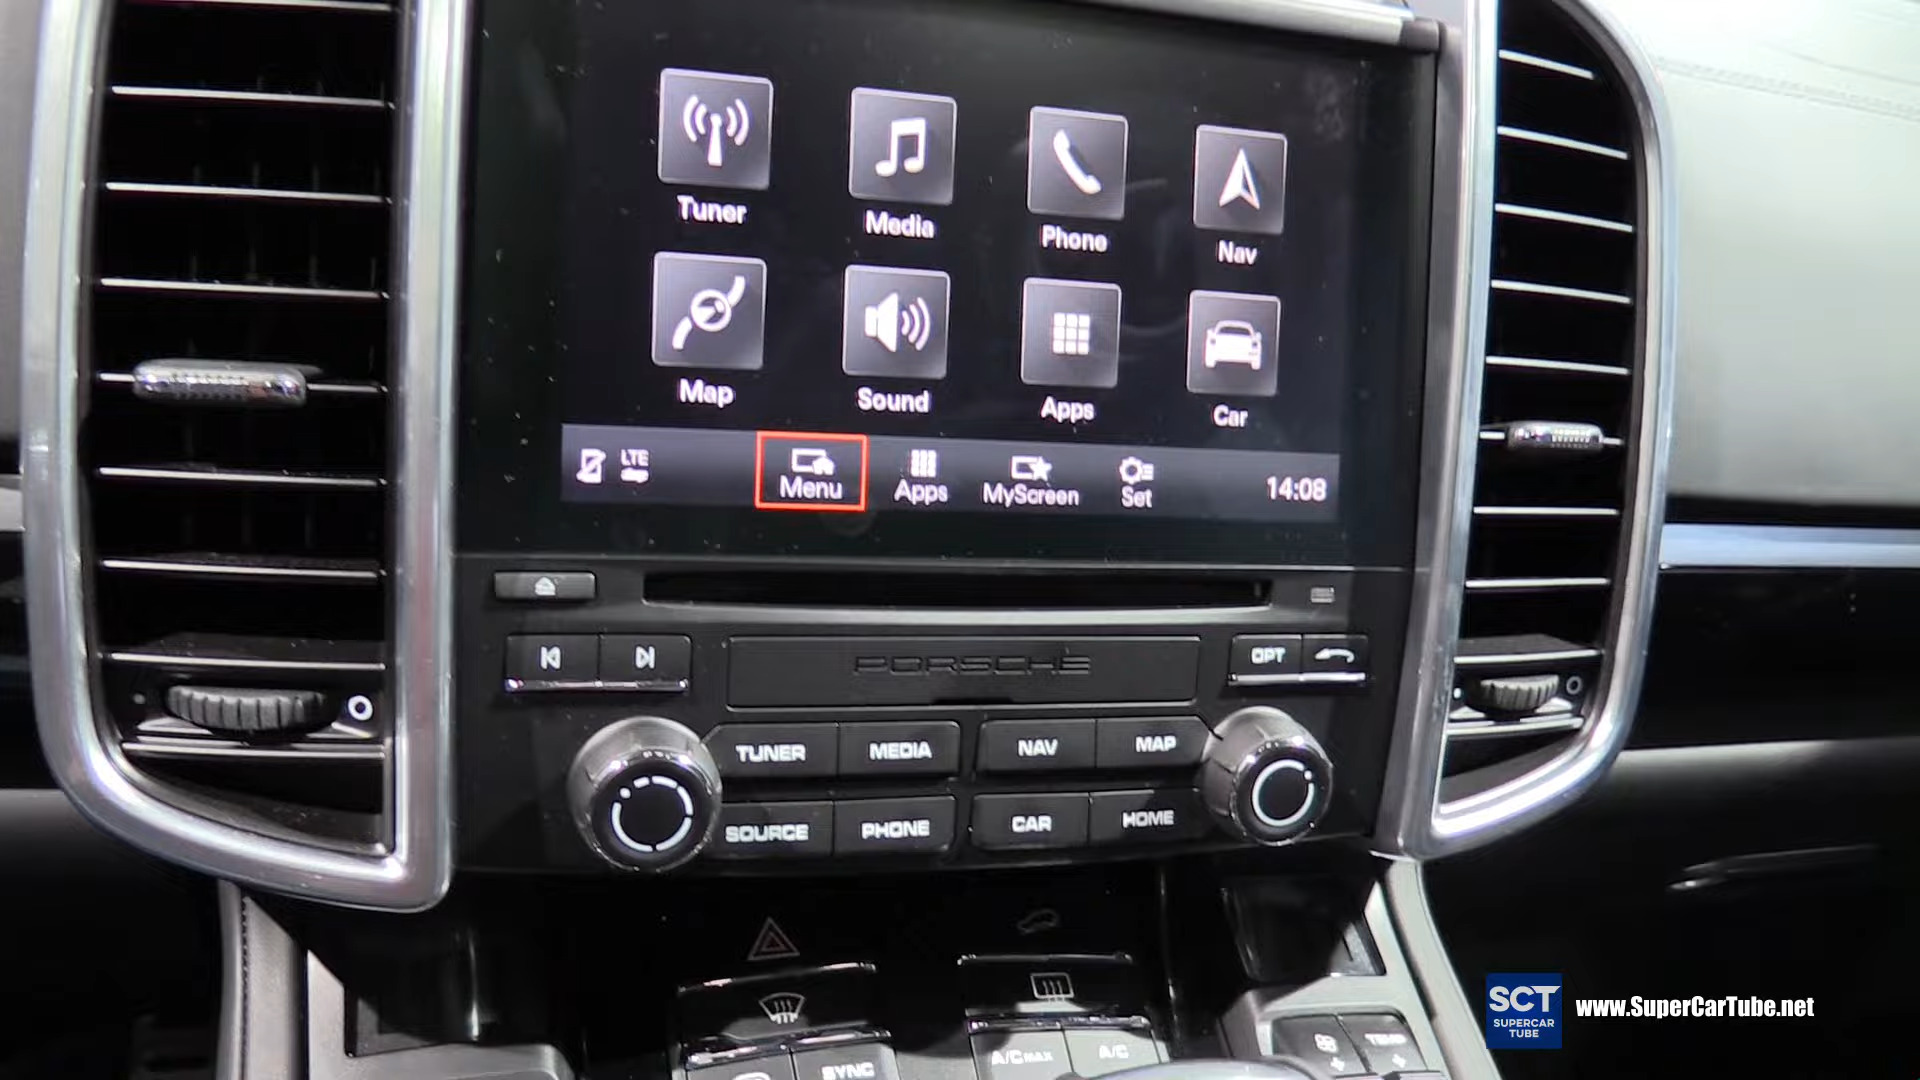 Tuner
Media
Phone
Nav
Map
Sound
Apps
Car
LTE
Menu
Apps
MyScreen
Set
14:08
PORSCHE
OPT
TUNER
MEDIA
NAV
MAP
SOURCE
PHONE
CAR
HOME
SYNC
A/C MAX
A/C
TEMP
SCT
SUPERCAR
TUBE
www.SuperCarTube.net